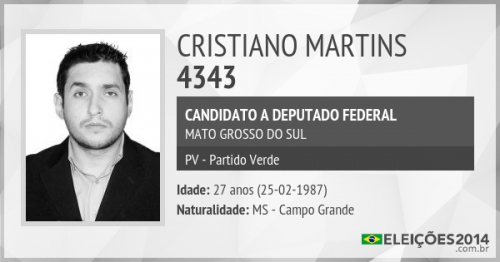 CRISTIANO MARTINS
4343
CANDIDATO A DEPUTADO FEDERAL
MATO GROSSO DO SUL
PV - Partido Verde
Idade: 27 anos (25-02-1987)
Naturalidade: MS - Campo Grande
ELEIÇÕES2014
.com.br